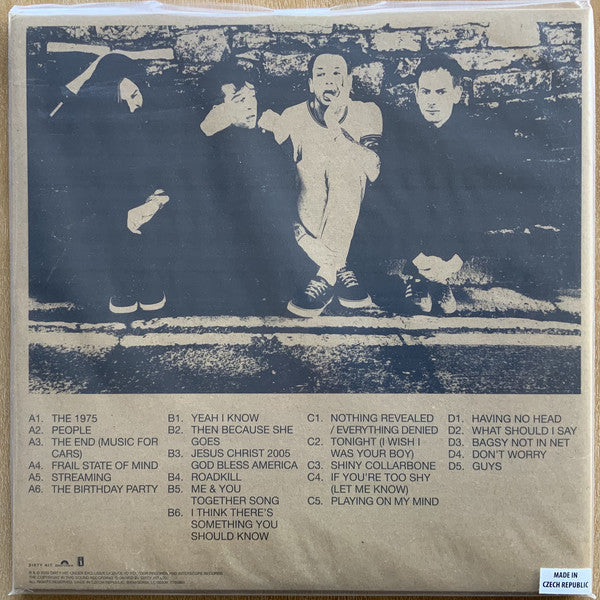 A1. THE 1975
A2. PEOPLE
A3. THE END (MUSIC FOR
CARS)
A4. FRAIL STATE OF MIND
A5. STREAMING
A6. THE BIRTHDAY PARTY
B1. YEAH I KNOW
B2. THEN BECAUSE SHE
GOES
B3. JESUS CHRIST 2005
GOD BLESS AMERICA
B4. ROADKILL
B5. ME & YOU
TOGETHER SONG
B6. I THINK THERE'S
SOMETHING YOU
SHOULD KNOW
C1. NOTHING REVEALED
/ EVERYTHING DENIED
C2. TONIGHT (I WISH I
WAS YOUR BOY)
C3. SHINY COLLARBONE
C4. IF YOU'RE TOO SHY
(LET ME KNOW)
C5. PLAYING ON MY MIND
D1. HAVING NO HEAD
D2. WHAT SHOULD I SAY
D3. BAGSY NOT IN NET
D4. DON'T WORRY
D5. GUYS
DIRTY HIT
MADE IN
CZECH REPUBLIC